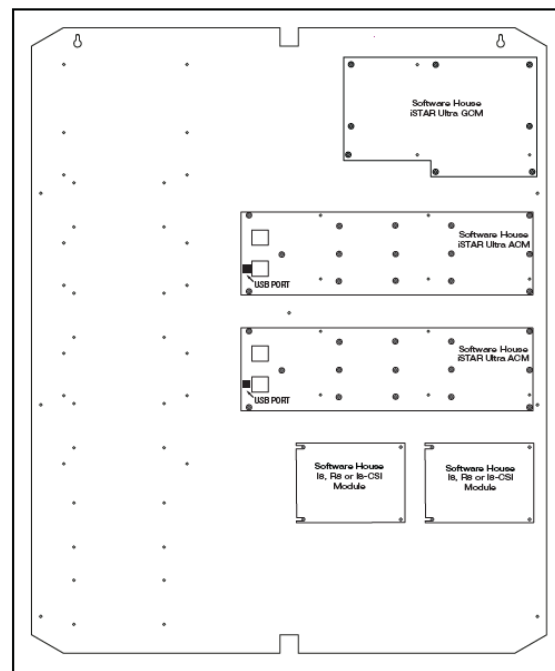 Software House
iSTAR Ultra GCM
Software House
iSTAR Ultra ACM
USB PORT
Software House
iSTAR Ultra ACM
USB PORT
Software House
I8, R8 or I8-CSI
Module
Software House
I8, R8 or I8-CSI
Module